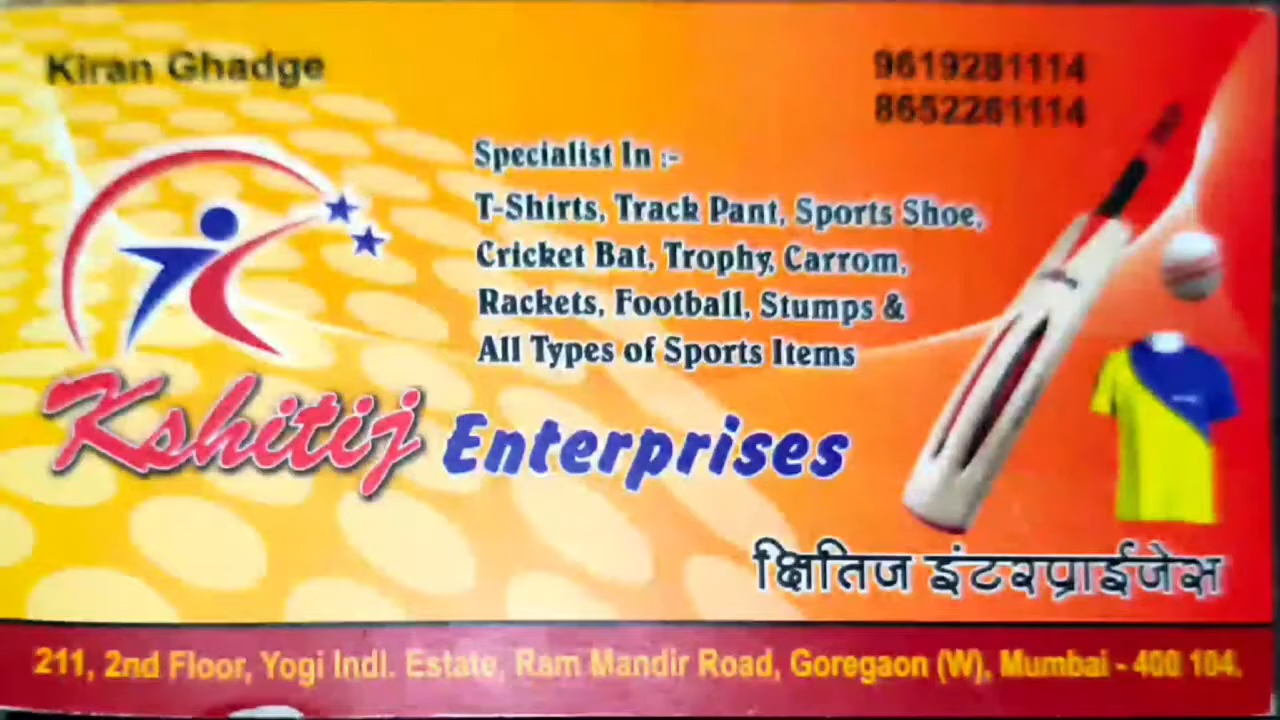 Kiran Ghadge
9619281114
8652261114
Specialist In :-
T-Shirts, Track Pant, Sports Shoe,
Cricket Bat, Trophy, Carrom,
Rackets, Football, Stumps &
All Types of Sports Items
Kshitij Enterprises
क्षितिज इंटरप्राईजेस
211, 2nd Floor, Yogi Indl. Estate, Ram Mandir Road, Goregaon (W), Mumbai - 400 104.